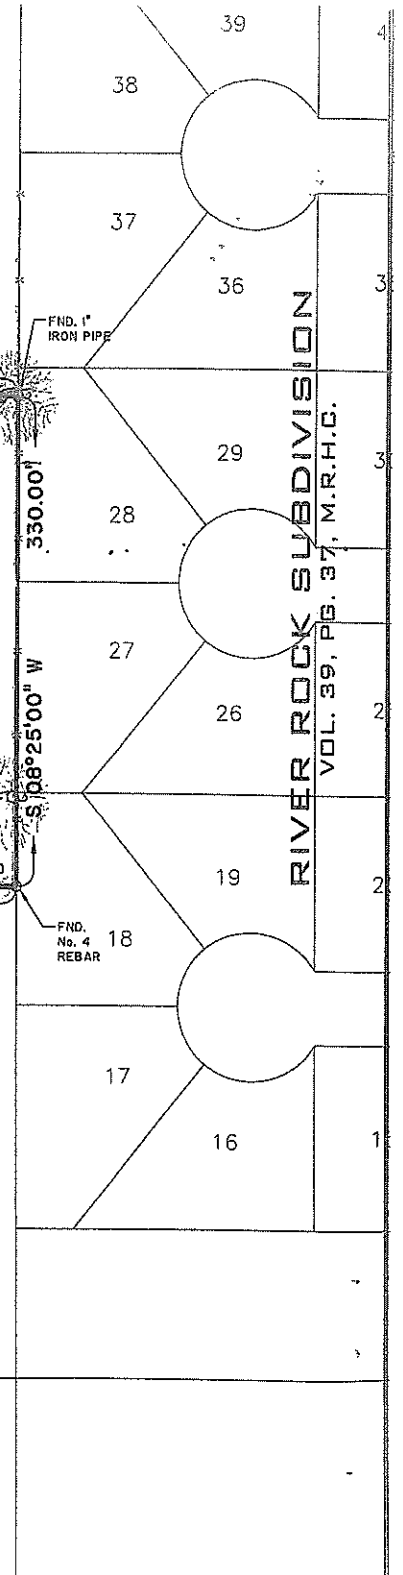 39
4
38
37
36
3
FND. 1"
IRON PIPE
330.00'
29
3
28
RIVER ROCK SUBDIVISION
VOL. 39, PG. 37, M.R.H.C.
27
S 08°25'00" W
26
2
19
2
FND.
No. 4
REBAR
18
17
16
1